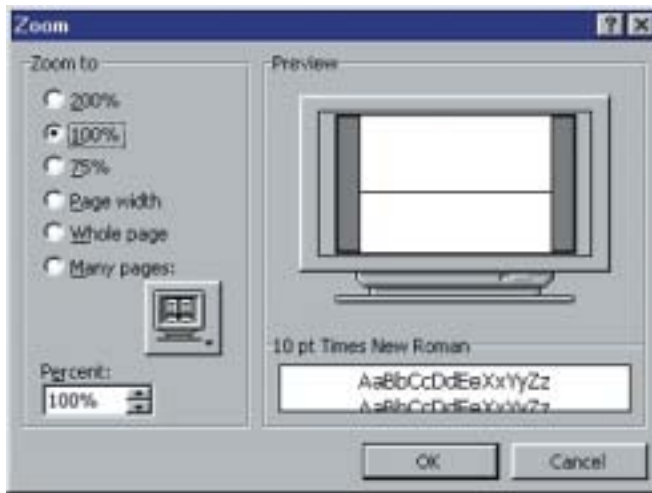 Zoom
Zoom to
200%
100%
75%
Page width
Whole page
Many pages:
Percent:
100%
Preview
10 pt Times New Roman
AaBbCcDdEeXxYyZz
AaBbCcDdEeXxYyZz
OK
Cancel